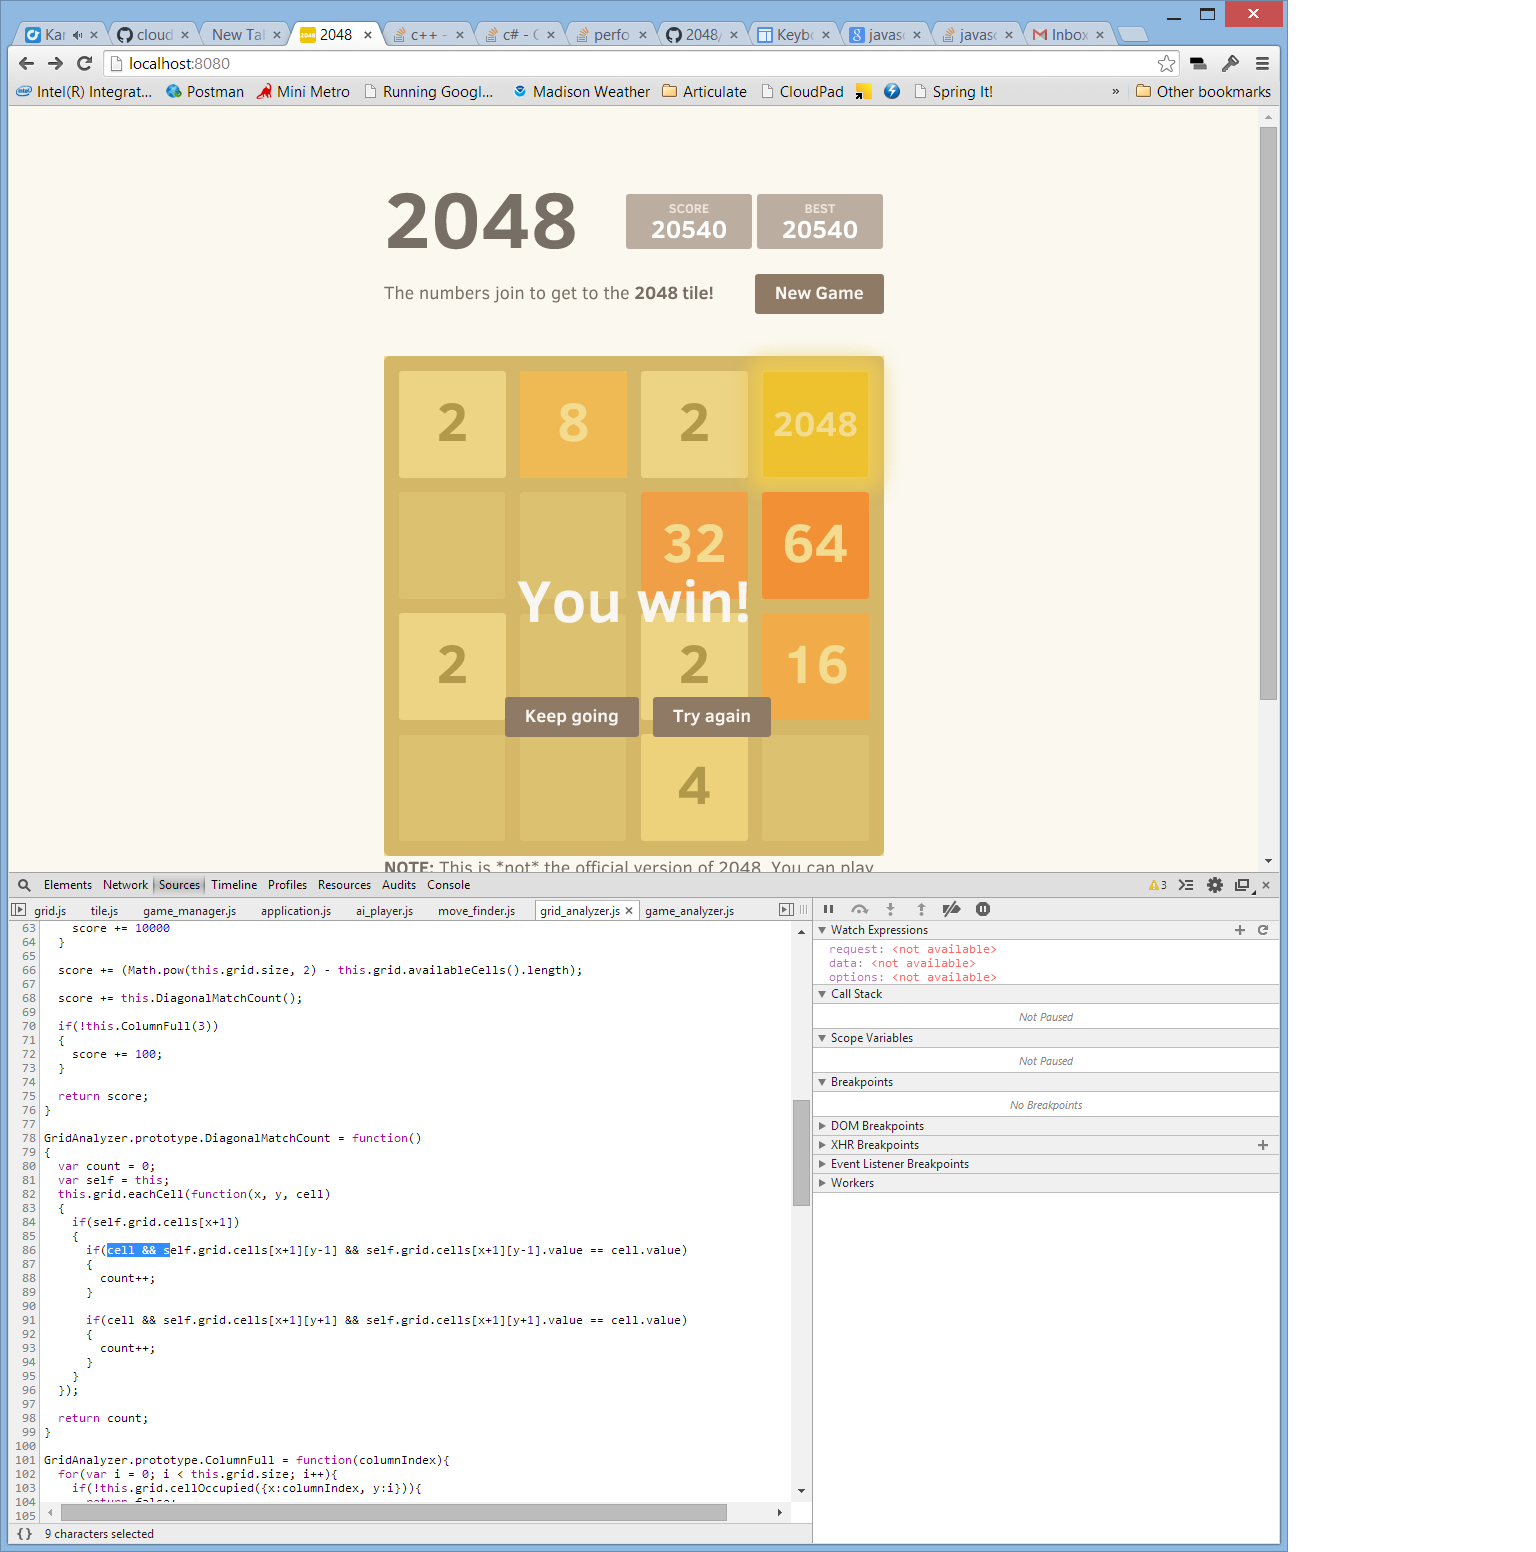 Kar
cloud
New Tal
2048
c++ -
c# - 
perfo
2048/
Keybo
javasc
javasc
Inbox
localhost:8080
Intel(R) Integrat...
Postman
Mini Metro
Running Googl...
Madison Weather
Articulate
CloudPad
Spring It!
»
Other bookmarks
2048
SCORE
20540
BEST
20540
The numbers join to get to the 2048 tile!
New Game
2 8 2 2048
32 64
You win!
2 2 16
Keep going
Try again
4
NOTE: This is *not* the official version of 2048. You can play
Elements Network Sources Timeline Profiles Resources Audits Console
3
grid.js tile.js game_manager.js application.js ai_player.js move_finder.js grid_analyzer.js × game_analyzer.js
63     score += 10000
64   }
65
66   score += (Math.pow(this.grid.size, 2) - this.grid.availableCells().length);
67
68   score += this.DiagonalMatchCount();
69
70   if(!this.ColumnFull(3))
71   {
72     score += 100;
73   }
74
75   return score;
76 }
77
78 GridAnalyzer.prototype.DiagonalMatchCount = function()
79 {
80   var count = 0;
81   var self = this;
82   this.grid.eachCell(function(x, y, cell)
83   {
84     if(self.grid.cells[x+1])
85     {
86       if(cell && self.grid.cells[x+1][y-1] && self.grid.cells[x+1][y-1].value == cell.value)
87       {
88         count++;
89       }
90
91       if(cell && self.grid.cells[x+1][y+1] && self.grid.cells[x+1][y+1].value == cell.value)
92       {
93         count++;
94       }
95     }
96   });
97
98   return count;
99 }
100
101 GridAnalyzer.prototype.ColumnFull = function(columnIndex){
102   for(var i = 0; i < this.grid.size; i++){
103     if(!this.grid.cellOccupied({x:columnIndex, y:i})){
104       return false;
105
{} 9 characters selected
Watch Expressions
request: <not available>
data: <not available>
options: <not available>
Call Stack
Not Paused
Scope Variables
Not Paused
Breakpoints
No Breakpoints
DOM Breakpoints
XHR Breakpoints
Event Listener Breakpoints
Workers